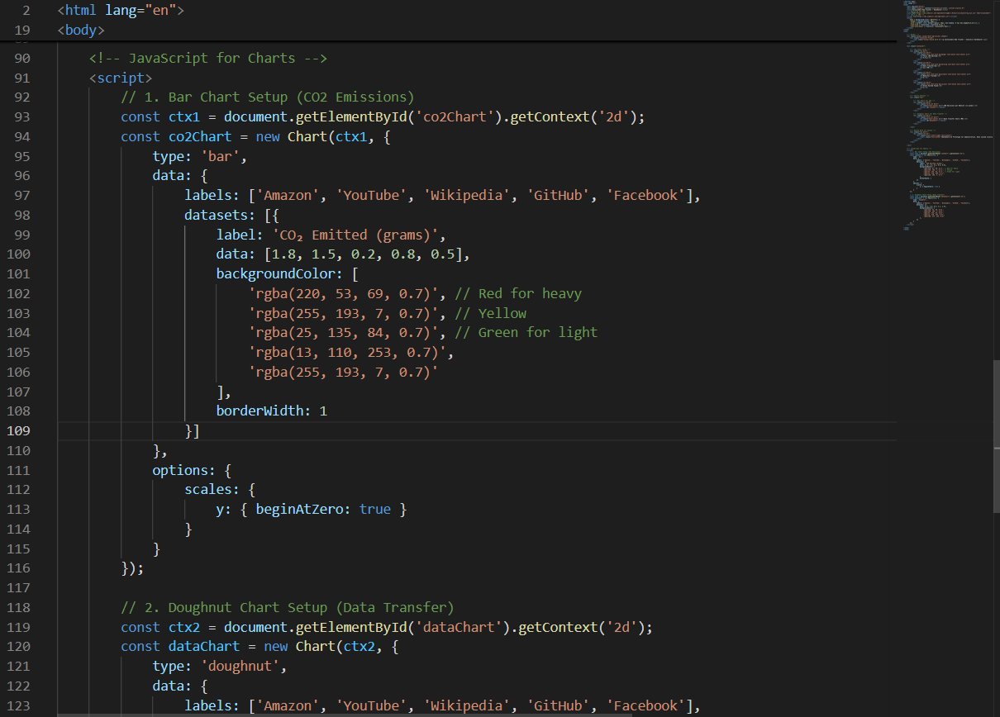 2 <html lang="en">
19 <body>
90 <!-- JavaScript for Charts -->
91 <script>
92 // 1. Bar Chart Setup (CO2 Emissions)
93 const ctx1 = document.getElementById('co2Chart').getContext('2d');
94 const co2Chart = new Chart(ctx1, {
95 type: 'bar',
96 data: {
97 labels: ['Amazon', 'YouTube', 'Wikipedia', 'GitHub', 'Facebook'],
98 datasets: [{
99 label: 'CO₂ Emitted (grams)',
100 data: [1.8, 1.5, 0.2, 0.8, 0.5],
101 backgroundColor: [
102 'rgba(220, 53, 69, 0.7)', // Red for heavy
103 'rgba(255, 193, 7, 0.7)', // Yellow
104 'rgba(25, 135, 84, 0.7)', // Green for light
105 'rgba(13, 110, 253, 0.7)',
106 'rgba(255, 193, 7, 0.7)'
107 ],
108 borderWidth: 1
109 }]
110 },
111 options: {
112 scales: {
113 y: { beginAtZero: true }
114 }
115 }
116 });
117
118 // 2. Doughnut Chart Setup (Data Transfer)
119 const ctx2 = document.getElementById('dataChart').getContext('2d');
120 const dataChart = new Chart(ctx2, {
121 type: 'doughnut',
122 data: {
123 labels: ['Amazon', 'YouTube', 'Wikipedia', 'GitHub', 'Facebook'],